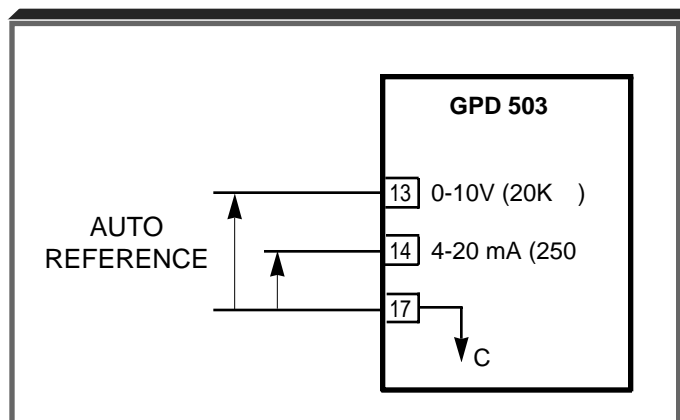 GPD 503
13 0-10V (20K )
AUTO
REFERENCE
14 4-20 mA (250
17
C